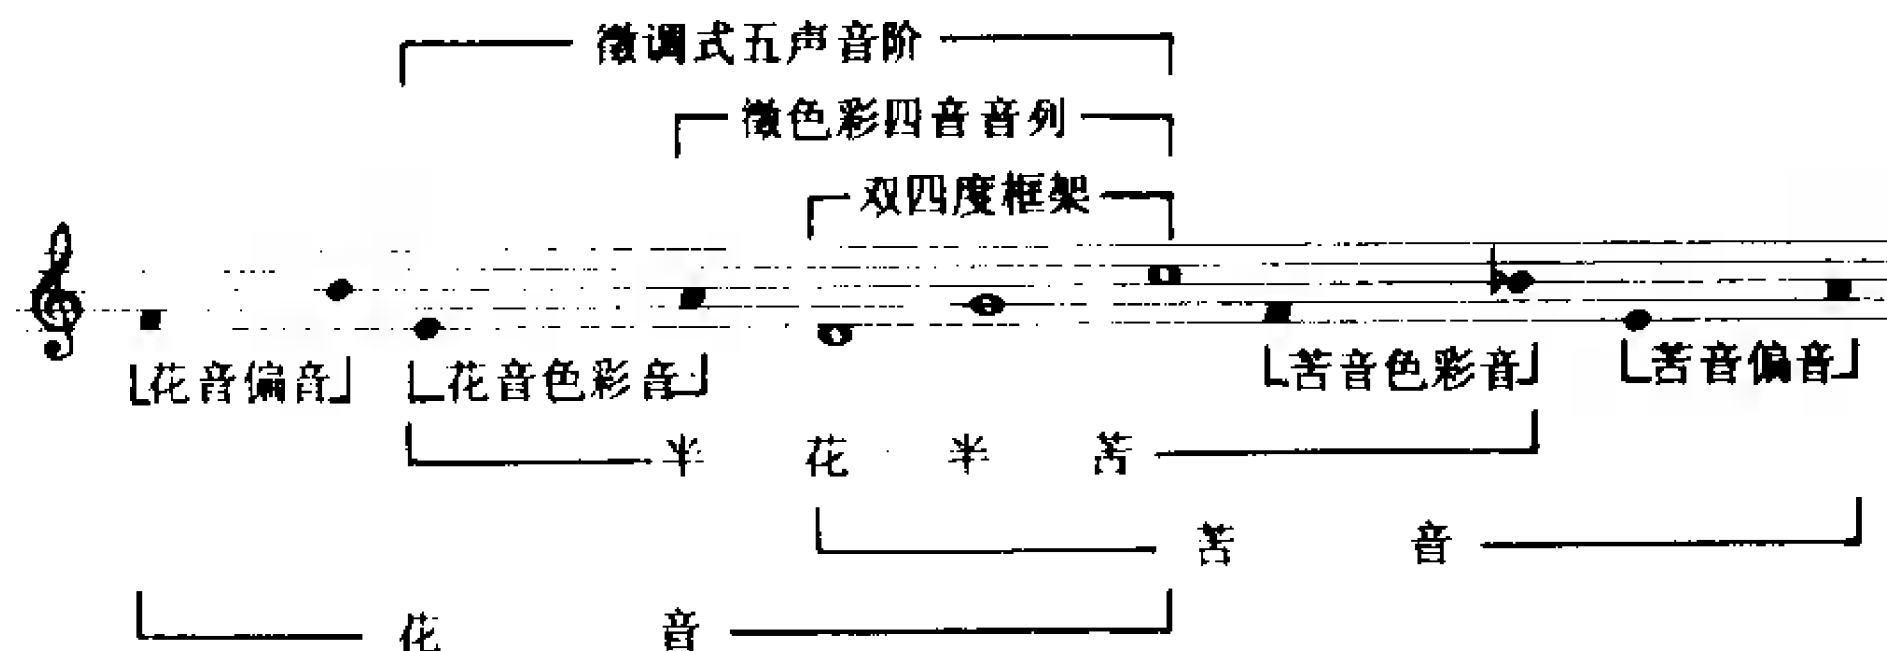 徵调式五声音阶
徵色彩四音音列
双四度框架
花音偏音 花音色彩音 苦音色彩音 苦音偏音
半花半苦
苦音
花音